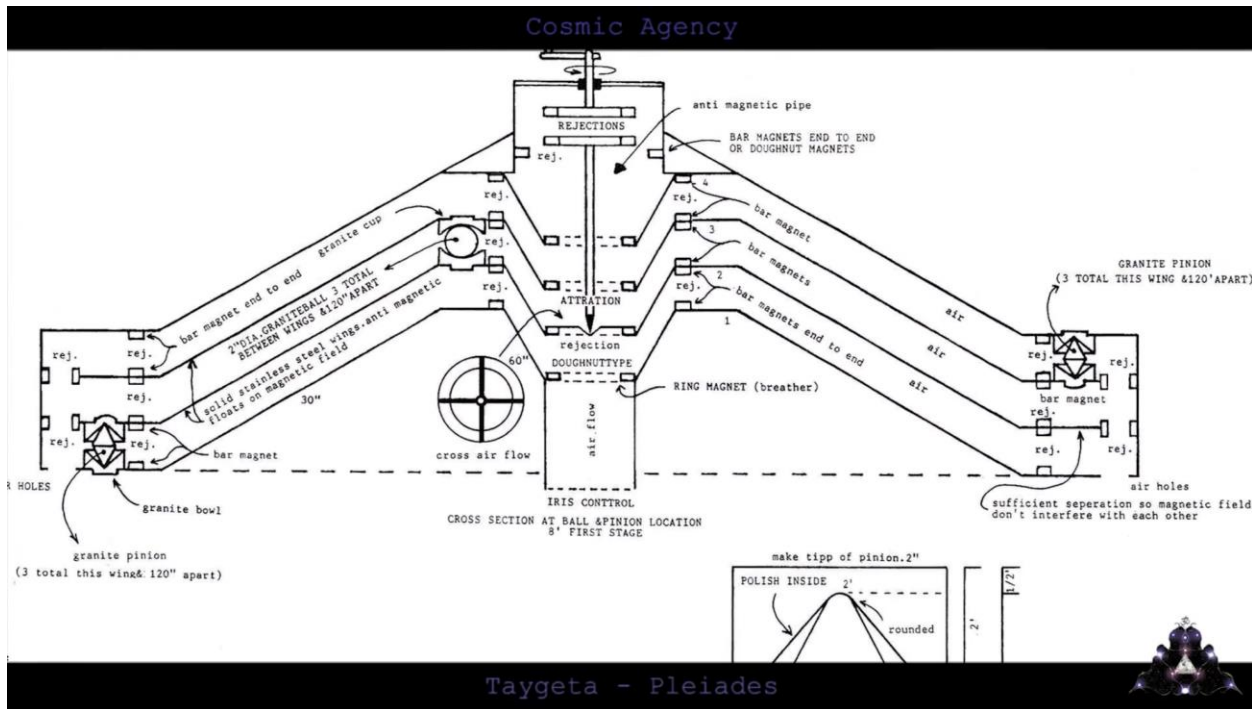 Cosmic Agency
anti magnetic pipe
REJECTIONS
BAR MAGNETS END TO END
OR DOUGHNUT MAGNETS
rej.
rej.
rej.
4
rej.
rej.
bar magnet
granite cup
rej.
rej.
3
bar magnets
GRANITE PINION
(3 TOTAL THIS WING &120'APART)
bar magnet end to end
2"DIA.GRANITEBALL 3 TOTAL
BETWEEN WINGS &120"APART
rej.
ATTRATION
rej.
2
bar magnets end to end
air
air
air
1
solid stainless steel wings.anti magnetic
floats on magnetic field
30"
60"
rejection
DOUGHNUTTYPE
RING MAGNET (breather)
rej.
rej.
rej.
rej.
rej.
rej.
rej.
rej.
bar magnet
rej.
rej.
rej.
bar magnet
cross air flow
air.flow
R HOLES
granite bowl
air holes
IRIS CONTTROL
CROSS SECTION AT BALL &PINION LOCATION
8' FIRST STAGE
sufficient seperation so magnetic field
don't interfere with each other
granite pinion
(3 total this wing& 120" apart)
make tipp of pinion.2"
POLISH INSIDE
2'
rounded
.2'
1/2'
Taygeta - Pleiades